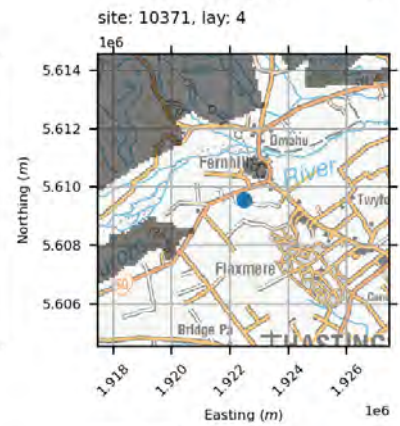 site: 10371, lay: 4
1e6
5.614
5.612
5.610
5.608
5.606
Northing (m)
Omahu
Fernhill
River
Twyfo
Flaxmere
50
Bridge Pa
HASTING
1.918
1.920
1.922
1.924
1.926
1e6
Easting (m)